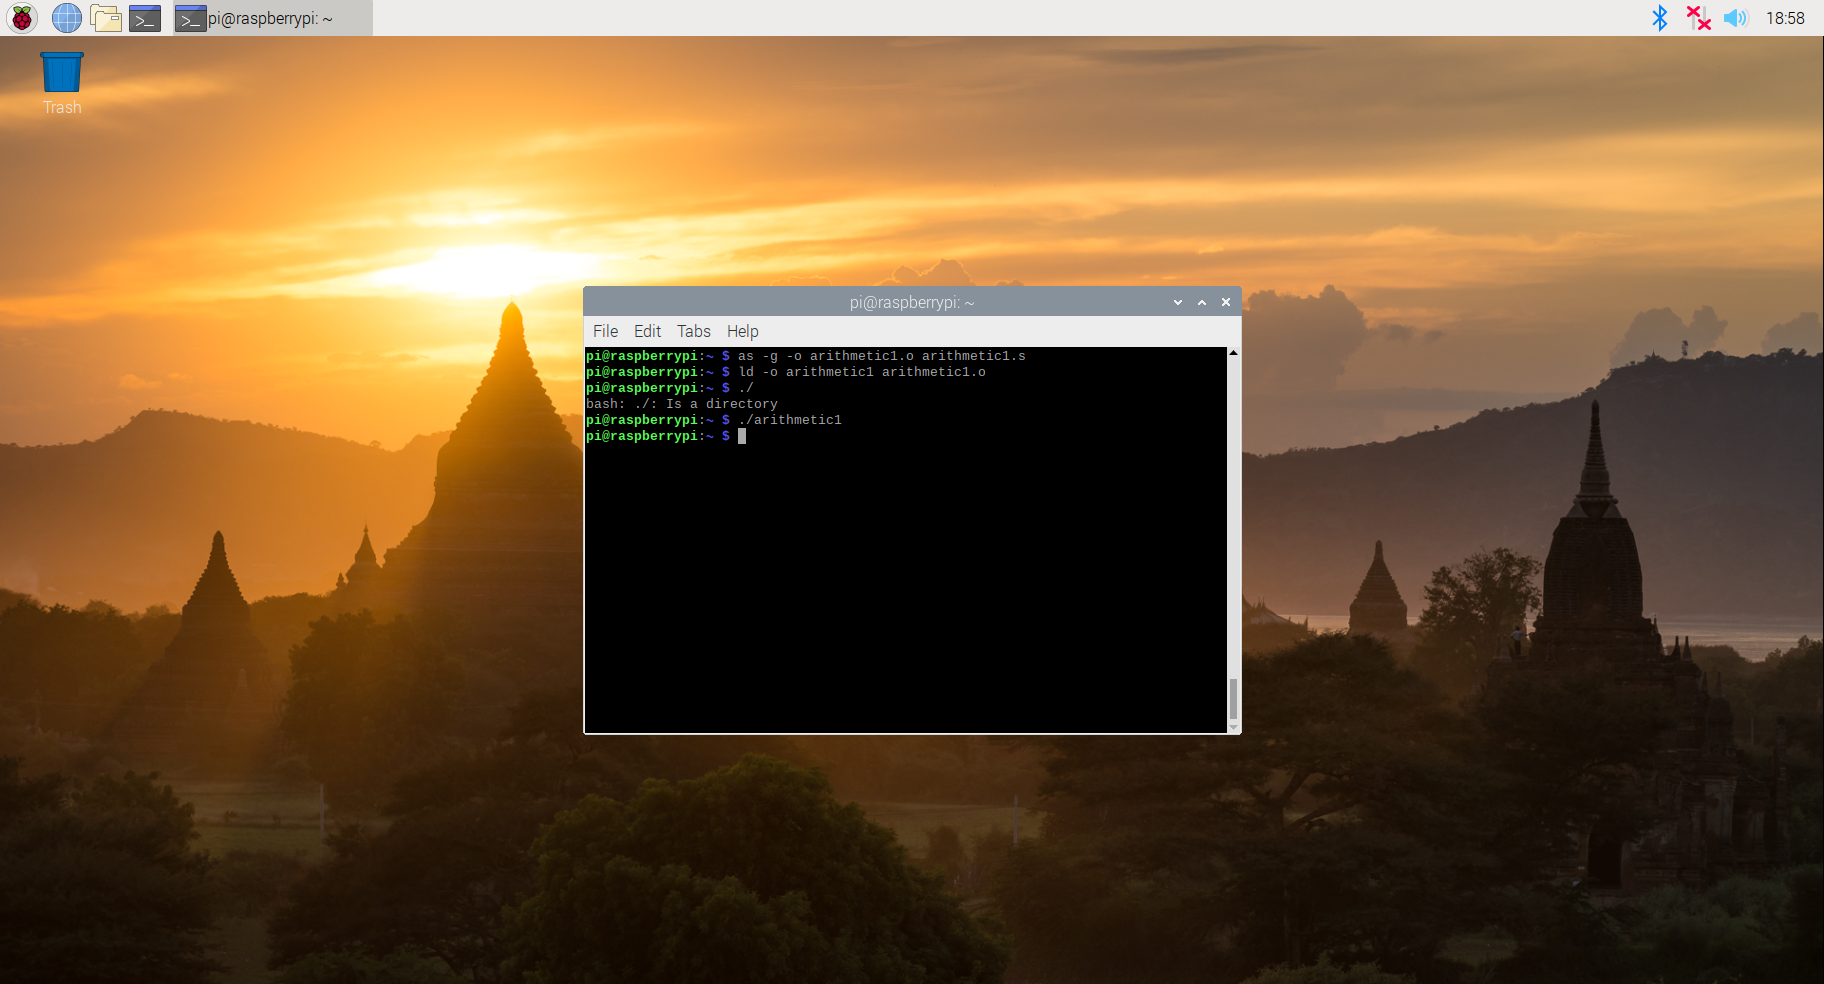 pi@raspberrypi: ~
18:58
Trash
pi@raspberrypi: ~
File Edit Tabs Help
pi@raspberrypi:~ $ as -g -o arithmetic1.o arithmetic1.s
pi@raspberrypi:~ $ ld -o arithmetic1 arithmetic1.o
pi@raspberrypi:~ $ ./
bash: ./: Is a directory
pi@raspberrypi:~ $ ./arithmetic1
pi@raspberrypi:~ $